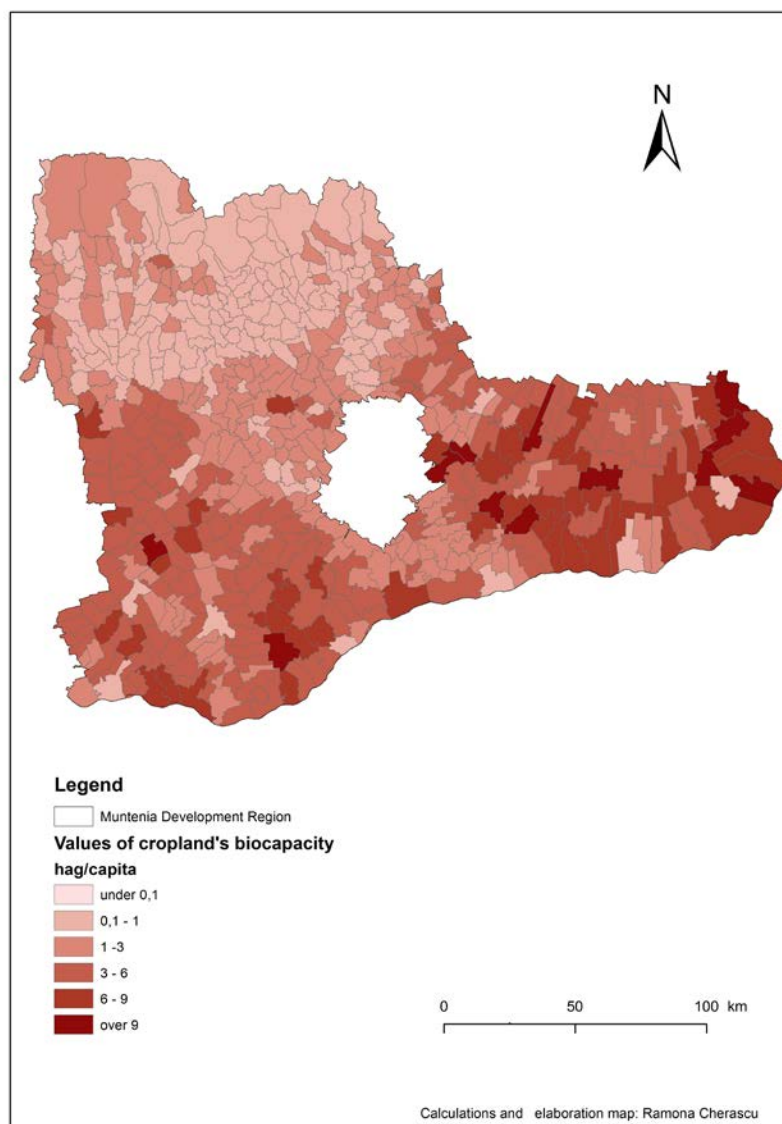 N
Legend
Muntenia Development Region
Values of cropland's biocapacity
hag/capita
under 0,1
0,1 - 1
1 -3
3 - 6
6 - 9
over 9
0 50 100 km
Calculations and elaboration map: Ramona Cherascu